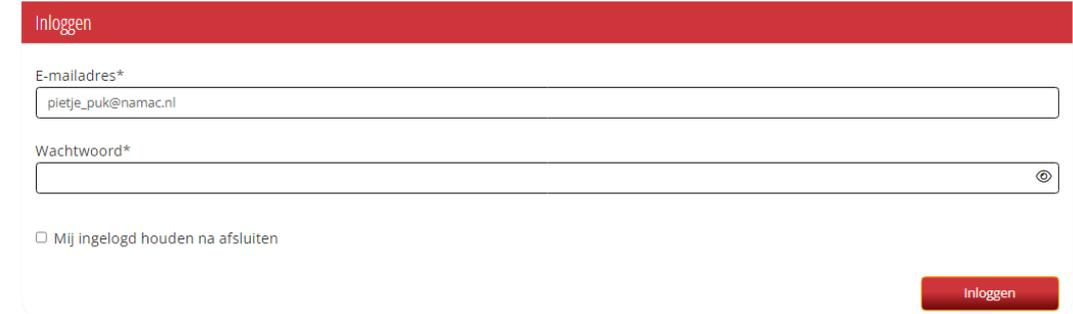 Inloggen
E-mailadres*
pietje_puk@namac.nl
Wachtwoord*
Mij ingelogd houden na afsluiten
Inloggen